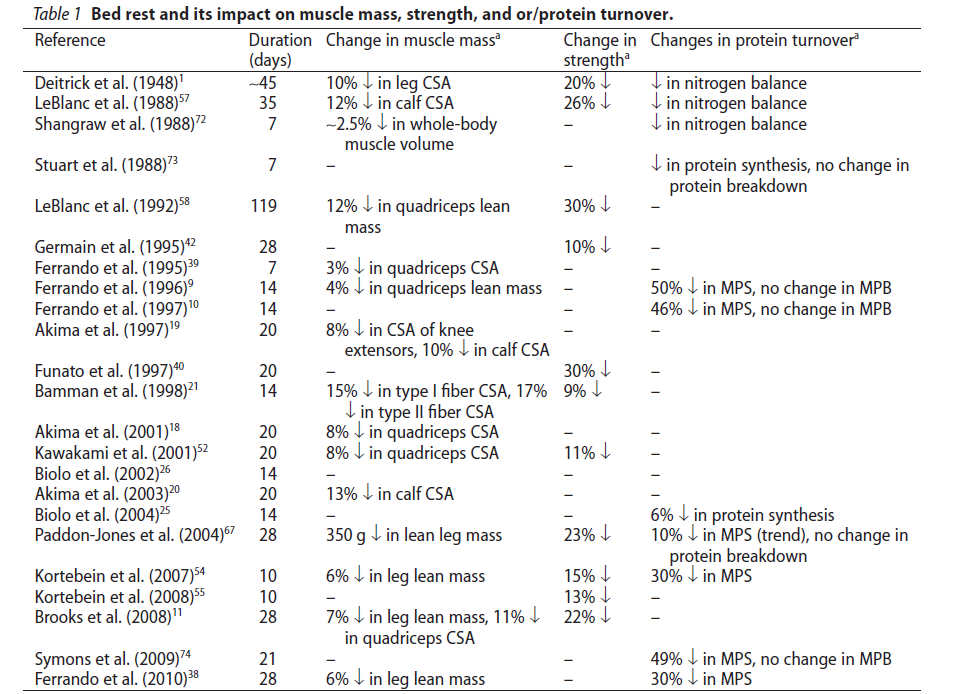 Table 1 Bed rest and its impact on muscle mass, strength, and or/protein turnover.
Reference Duration Change in muscle massᵃ Change in Changes in protein turnoverᵃ
(days) strengthᵃ
Deitrick et al. (1948)¹ ~45 10% ↓ in leg CSA 20% ↓ ↓ in nitrogen balance
LeBlanc et al. (1988)⁵⁷ 35 12% ↓ in calf CSA 26% ↓ ↓ in nitrogen balance
Shangraw et al. (1988)⁷² 7 ~2.5% ↓ in whole-body – ↓ in nitrogen balance
muscle volume
Stuart et al. (1988)⁷³ 7 – – ↓ in protein synthesis, no change in
protein breakdown
LeBlanc et al. (1992)⁵⁸ 119 12% ↓ in quadriceps lean 30% ↓ –
mass
Germain et al. (1995)⁴² 28 – 10% ↓ –
Ferrando et al. (1995)³⁹ 7 3% ↓ in quadriceps CSA – –
Ferrando et al. (1996)⁹ 14 4% ↓ in quadriceps lean mass – 50% ↓ in MPS, no change in MPB
Ferrando et al. (1997)¹⁰ 14 – – 46% ↓ in MPS, no change in MPB
Akima et al. (1997)¹⁹ 20 8% ↓ in CSA of knee – –
extensors, 10% ↓ in calf CSA
Funato et al. (1997)⁴⁰ 20 – 30% ↓ –
Bamman et al. (1998)²¹ 14 15% ↓ in type I fiber CSA, 17% 9% ↓ –
↓ in type II fiber CSA
Akima et al. (2001)¹⁸ 20 8% ↓ in quadriceps CSA – –
Kawakami et al. (2001)⁵² 20 8% ↓ in quadriceps CSA 11% ↓ –
Biolo et al. (2002)²⁶ 14 – – –
Akima et al. (2003)²⁰ 20 13% ↓ in calf CSA – –
Biolo et al. (2004)²⁵ 14 – – 6% ↓ in protein synthesis
Paddon-Jones et al. (2004)⁶⁷ 28 350 g ↓ in lean leg mass 23% ↓ 10% ↓ in MPS (trend), no change in
protein breakdown
Kortebein et al. (2007)⁵⁴ 10 6% ↓ in leg lean mass 15% ↓ 30% ↓ in MPS
Kortebein et al. (2008)⁵⁵ 10 – 13% ↓ –
Brooks et al. (2008)¹¹ 28 7% ↓ in leg lean mass, 11% ↓ 22% ↓ –
in quadriceps CSA
Symons et al. (2009)⁷⁴ 21 – – 49% ↓ in MPS, no change in MPB
Ferrando et al. (2010)³⁸ 28 6% ↓ in leg lean mass – 30% ↓ in MPS